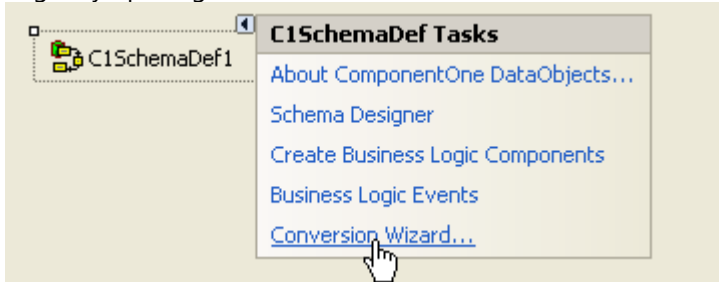 C1SchemaDef1
C1SchemaDef Tasks
About ComponentOne DataObjects...
Schema Designer
Create Business Logic Components
Business Logic Events
Conversion Wizard...